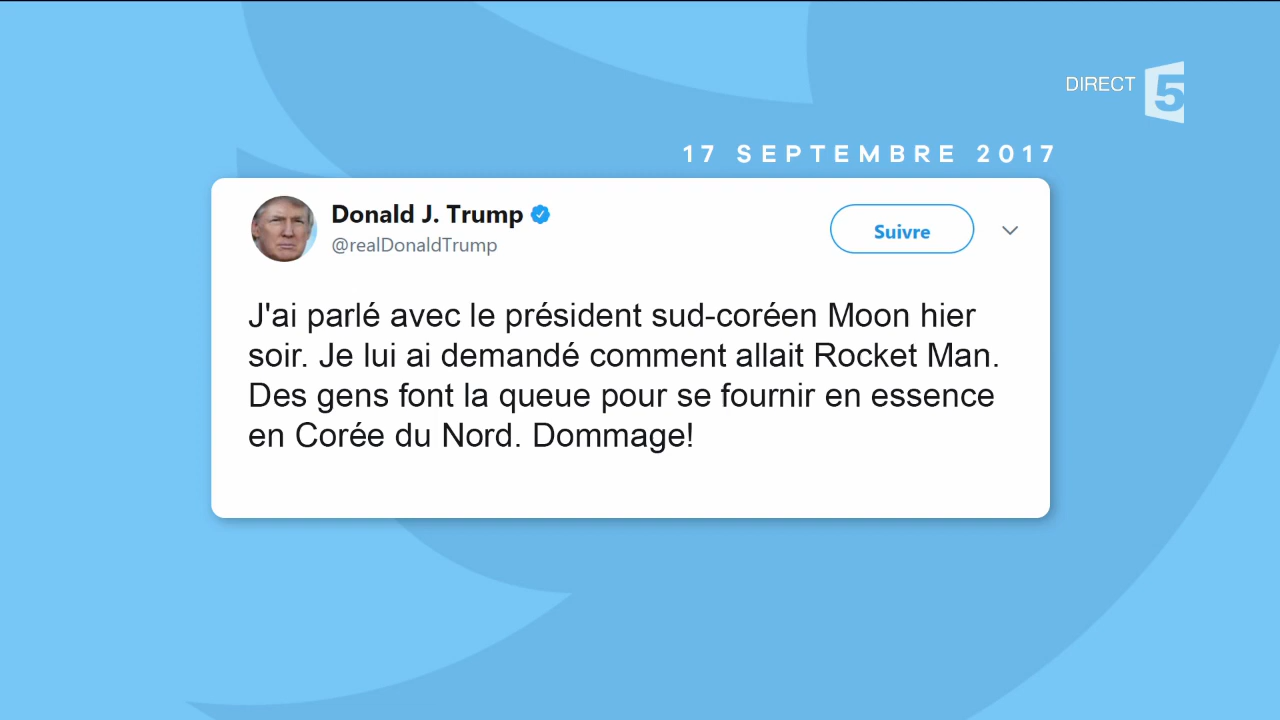 DIRECT 5
17 SEPTEMBRE 2017
Donald J. Trump
@realDonaldTrump
Suivre
J'ai parlé avec le président sud-coréen Moon hier
soir. Je lui ai demandé comment allait Rocket Man.
Des gens font la queue pour se fournir en essence
en Corée du Nord. Dommage!